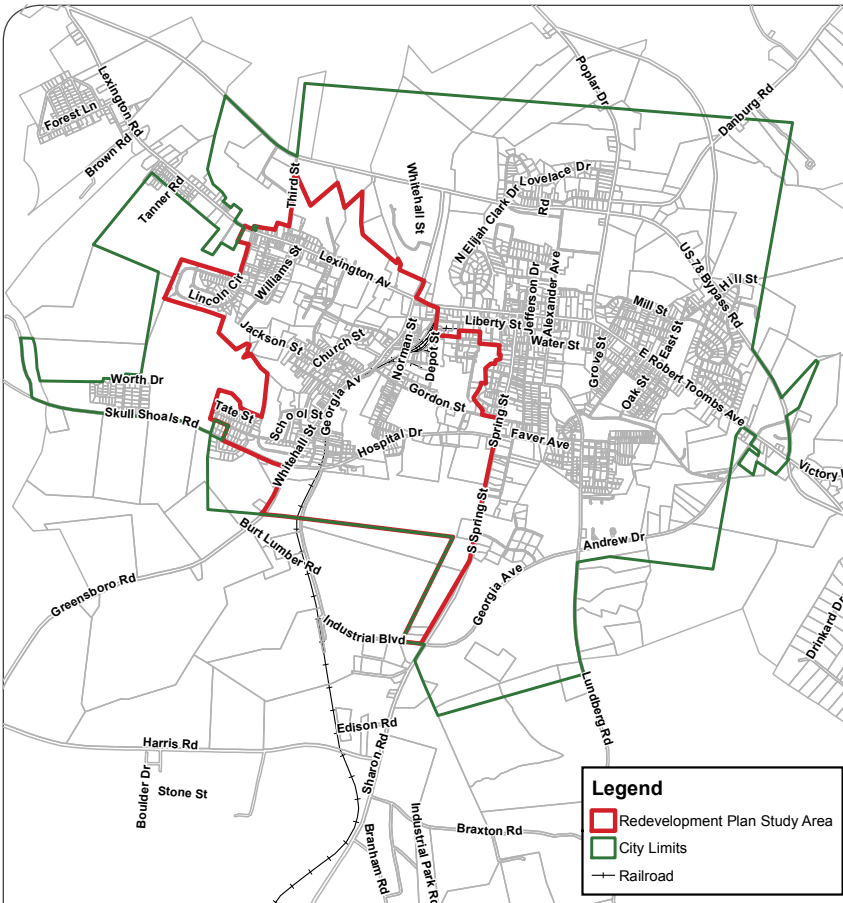 Poplar Dr
Lexington Rd
Forest Ln
Danburg Rd
Brown Rd
Third St
Whitehall St
Lovelace Dr
Tanner Rd
N Elijah Clark Dr
Rd
US 78 Bypass Rd
Williams St
Lexington Av
Jefferson Dr
Alexander Ave
Hill St
Lincoln Cir
Mill St
Liberty St
Jackson St
Church St
Norman St
Depot St
Water St
Grove St
East St
E Robert Toombs Ave
Worth Dr
Georgia Av
Gordon St
Oak St
Skull Shoals Rd
Tate St
School St
Spring St
Faver Ave
Hospital Dr
Whitehall St
Victory
S Spring St
Burt Lumber Rd
Andrew Dr
Greensboro Rd
Georgia Ave
Industrial Blvd
Drinkard Dr
Lundberg Rd
Edison Rd
Harris Rd
Sharon Rd
Boulder Dr
Stone St
Braxton Rd
Branham Rd
Industrial Park Rd
Legend
Redevelopment Plan Study Area
City Limits
Railroad